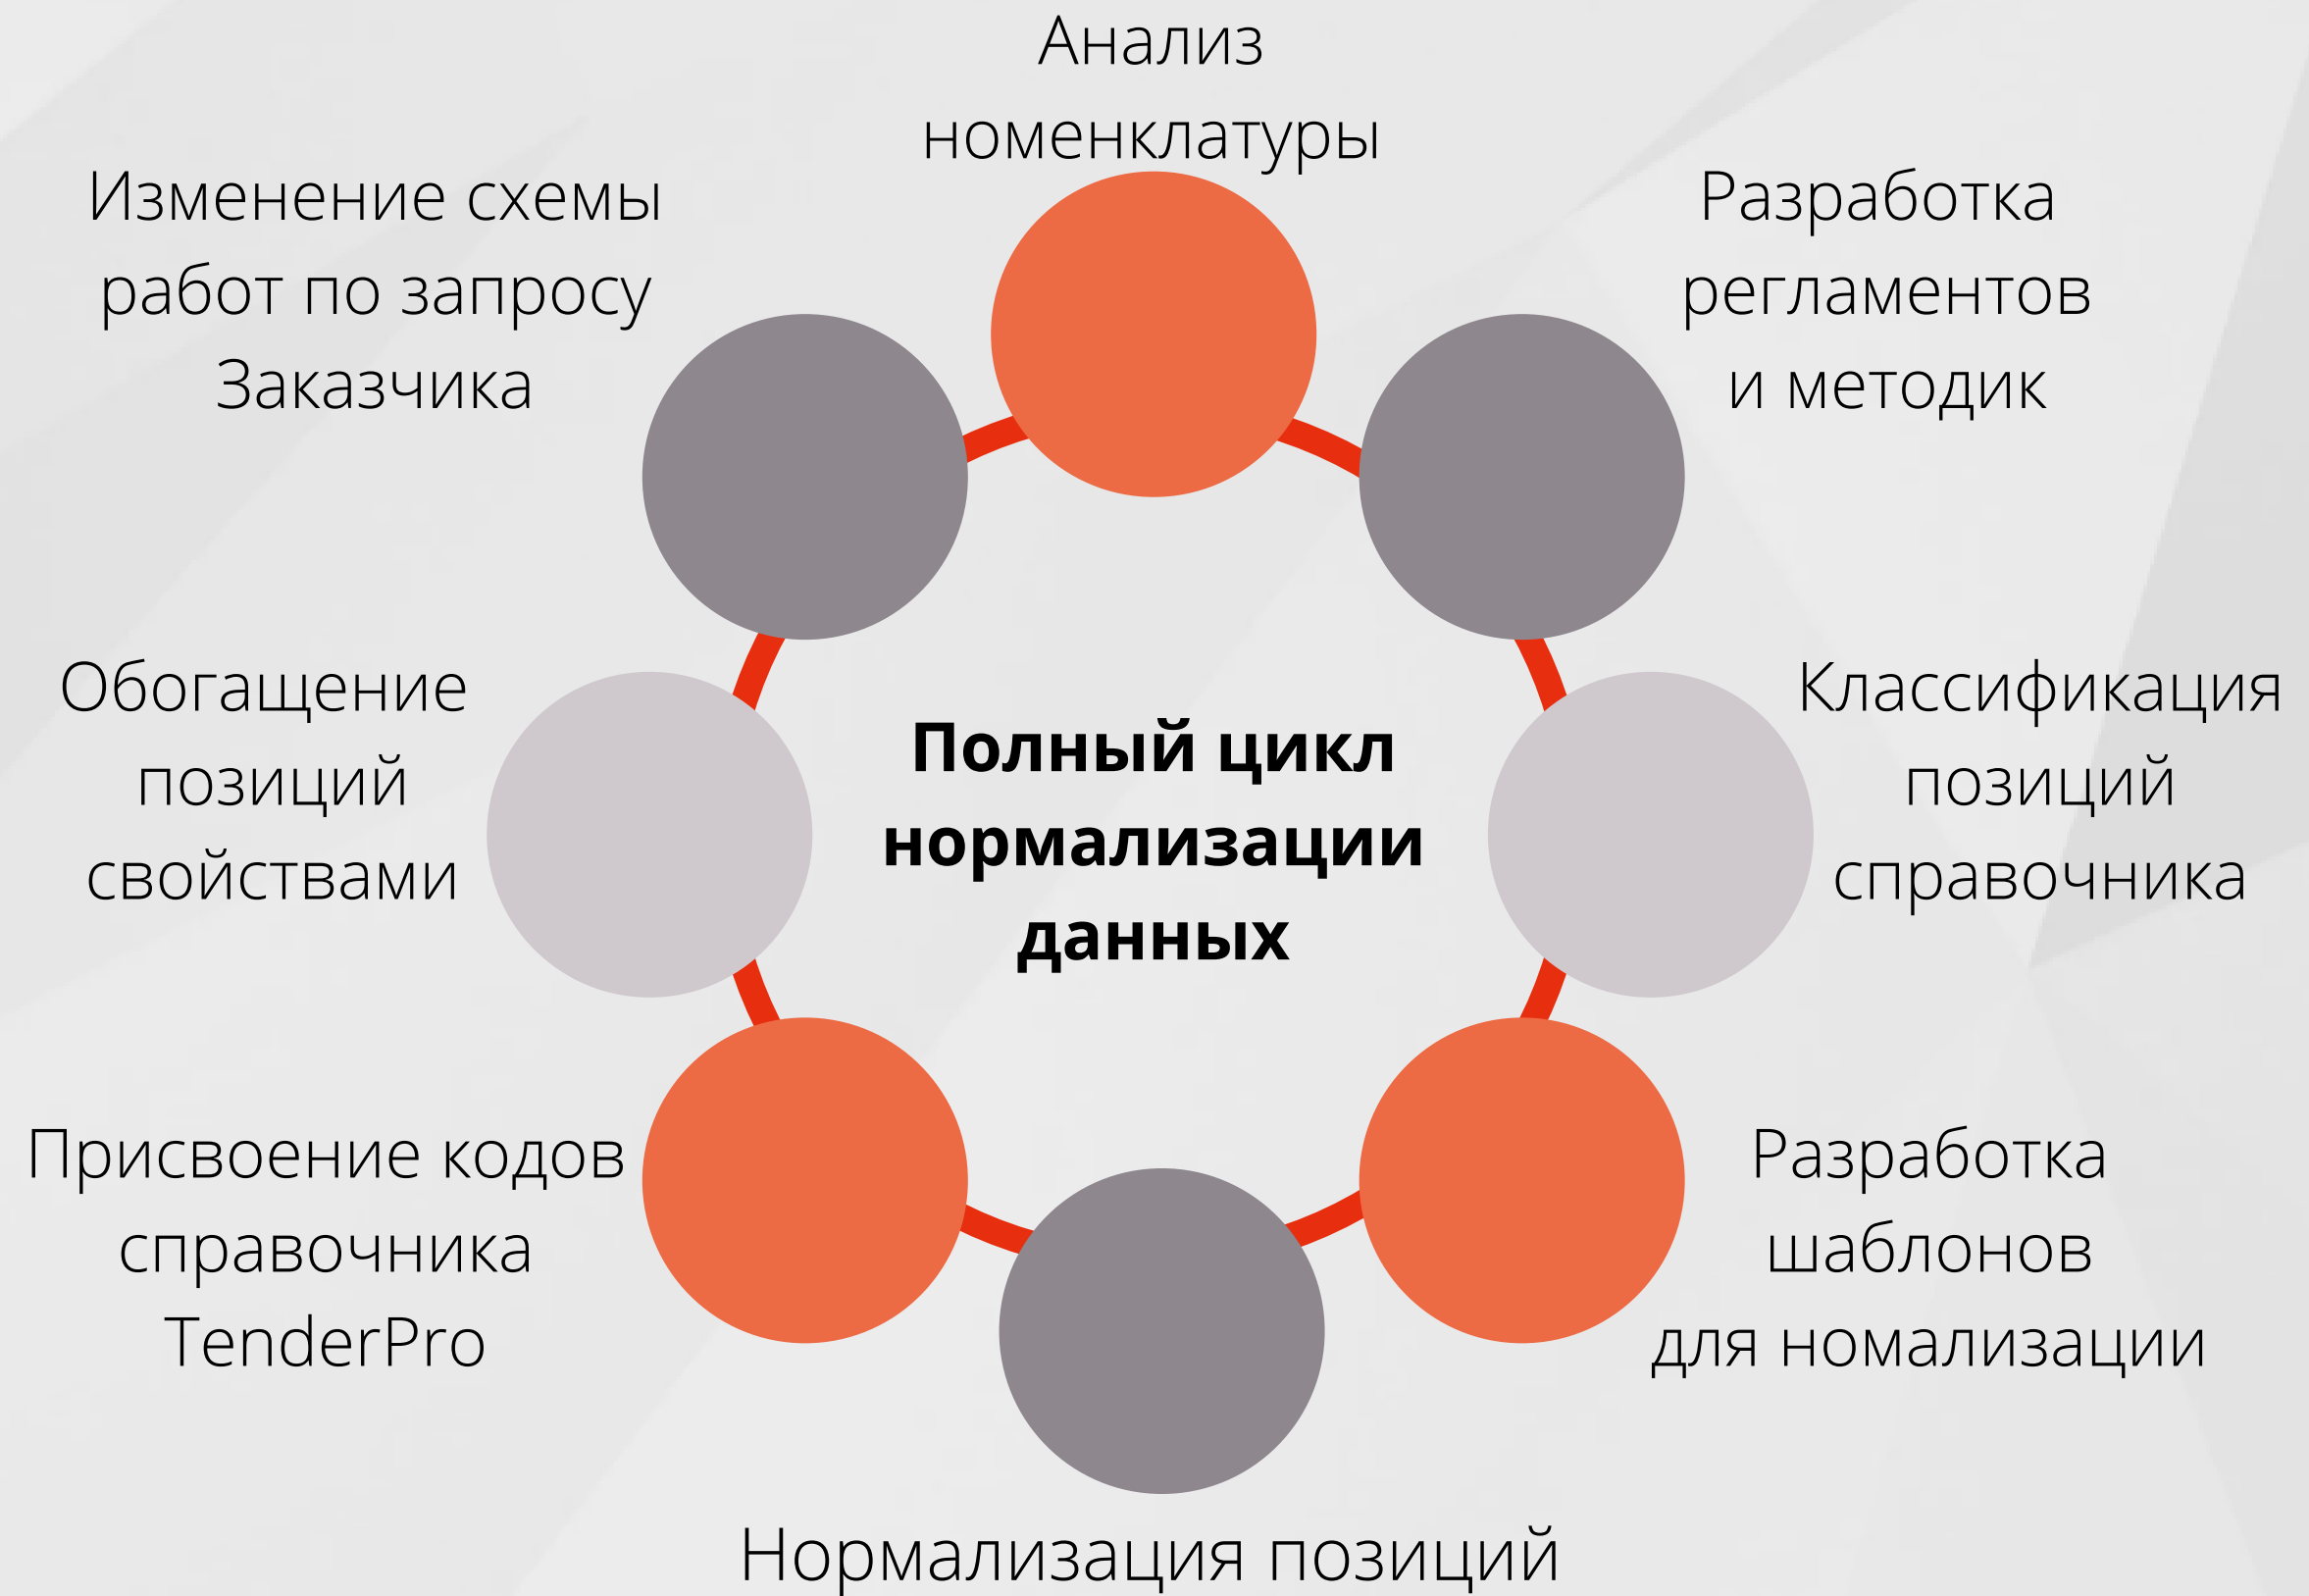 Анализ
номенклатуры
Разработка
регламентов
и методик
Классификация
позиций
справочника
Разработка
шаблонов
для номализации
Нормализация позиций
Присвоение кодов
справочника
TenderPro
Обогащение
позиций
свойствами
Изменение схемы
работ по запросу
Заказчика
Полный цикл
нормализации
данных